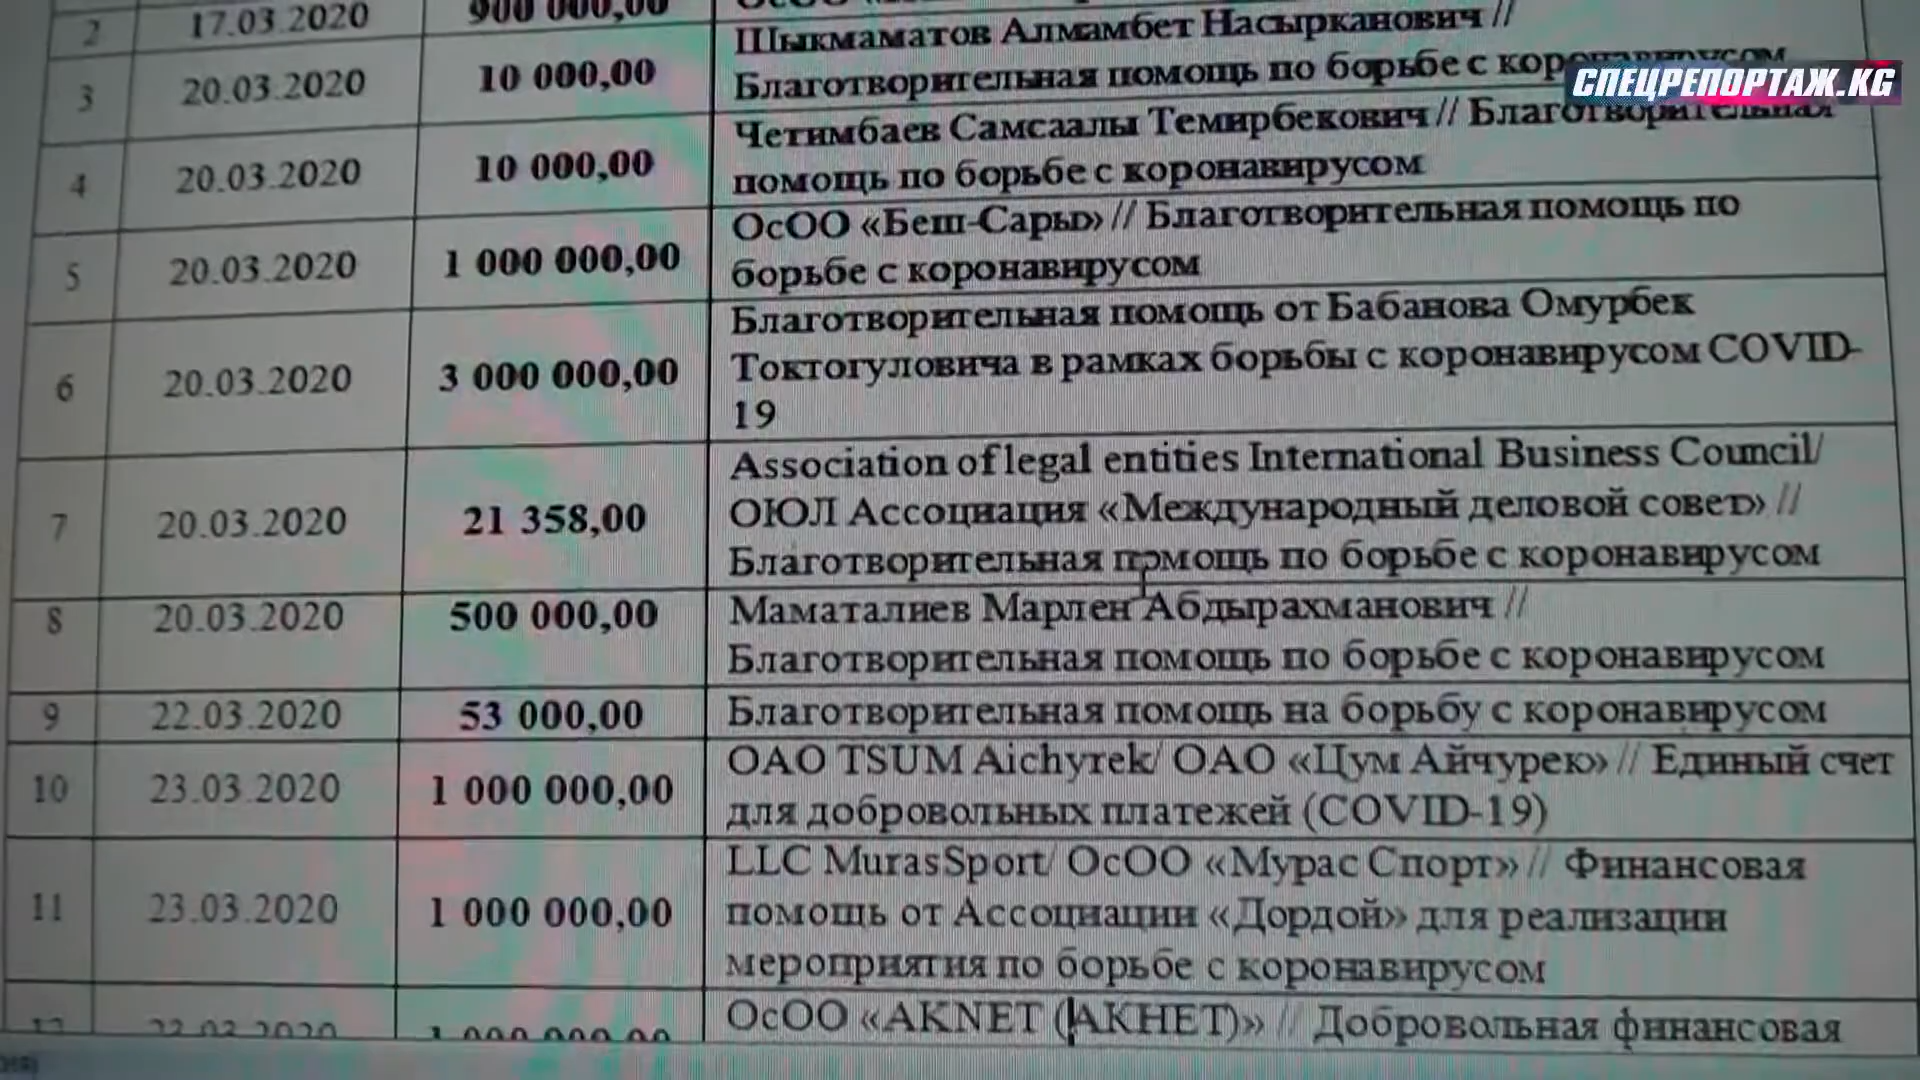 2 17.03.2020 900 000,00
Шыкмаматов Алмамбет Насырканович //
3 20.03.2020 10 000,00 Благотворительная помощь по борьбе с коронавирусом
СПЕЦРЕПОРТАЖ.KG
Четимбаев Самсаалы Темирбекович // Благотворительная
4 20.03.2020 10 000,00 помощь по борьбе с коронавирусом
ОсОО «Беш-Сары» // Благотворительная помощь по
5 20.03.2020 1 000 000,00 борьбе с коронавирусом
Благотворительная помощь от Бабанова Омурбек
6 20.03.2020 3 000 000,00 Токтогуловича в рамках борьбы с коронавирусом COVID-
19
Association of legal entities International Business Council/
7 20.03.2020 21 358,00 ОЮЛ Ассоциация «Международный деловой совет» //
Благотворительная помощь по борьбе с коронавирусом
8 20.03.2020 500 000,00 Маматалиев Марлен Абдырахманович //
Благотворительная помощь по борьбе с коронавирусом
9 22.03.2020 53 000,00 Благотворительная помощь на борьбу с коронавирусом
ОАО TSUM Aichyrek/ ОАО «Цум Айчурек» // Единый счет
10 23.03.2020 1 000 000,00 для добровольных платежей (COVID-19)
LLC Muras Sport/ ОсОО «Мурас Спорт» // Финансовая
11 23.03.2020 1 000 000,00 помощь от Ассоциации «Дордой» для реализации
мероприятия по борьбе с коронавирусом
ОсОО «AKNET (АКНЕТ)» // Добровольная финансовая